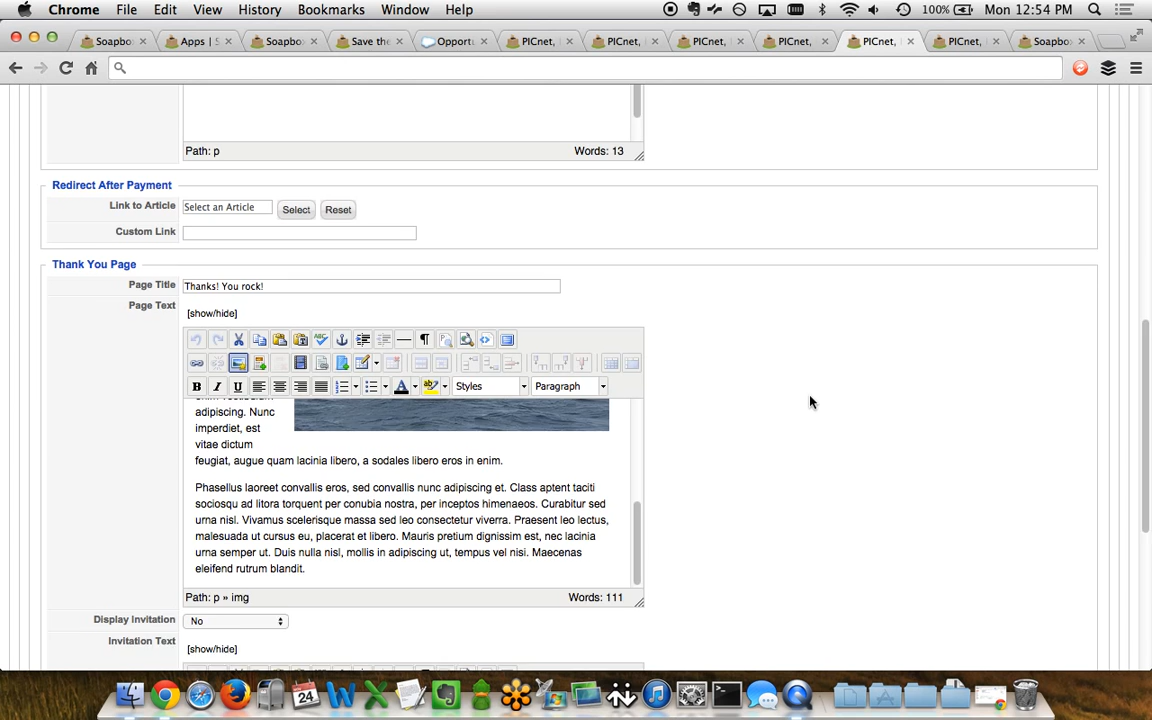 Chrome File Edit View History Bookmarks Window Help 100% Mon 12:54 PM
Soapbo Apps | S Soapbo Save the Opportu PICnet, PICnet, PICnet, PICnet, PICnet, PICnet, Soapbo
Path: p Words: 13
Redirect After Payment
Link to Article Select an Article Select Reset
Custom Link
Thank You Page
Page Title Thanks! You rock!
Page Text
[show/hide]
ABC
B I U A ab Styles Paragraph
adipiscing. Nunc
imperdiet, est
vitae dictum
feugiat, augue quam lacinia libero, a sodales libero eros in enim.
Phasellus laoreet convallis eros, sed convallis nunc adipiscing et. Class aptent taciti
sociosqu ad litora torquent per conubia nostra, per inceptos himenaeos. Curabitur sed
urna nisl. Vivamus scelerisque massa sed leo consectetur viverra. Praesent leo lectus,
malesuada ut cursus eu, placerat et libero. Mauris pretium dignissim est, nec lacinia
urna semper ut. Duis nulla nisl, mollis in adipiscing ut, tempus vel nisi. Maecenas
eleifend rutrum blandit.
Path: p » img Words: 111
Display Invitation No
Invitation Text
[show/hide]
24